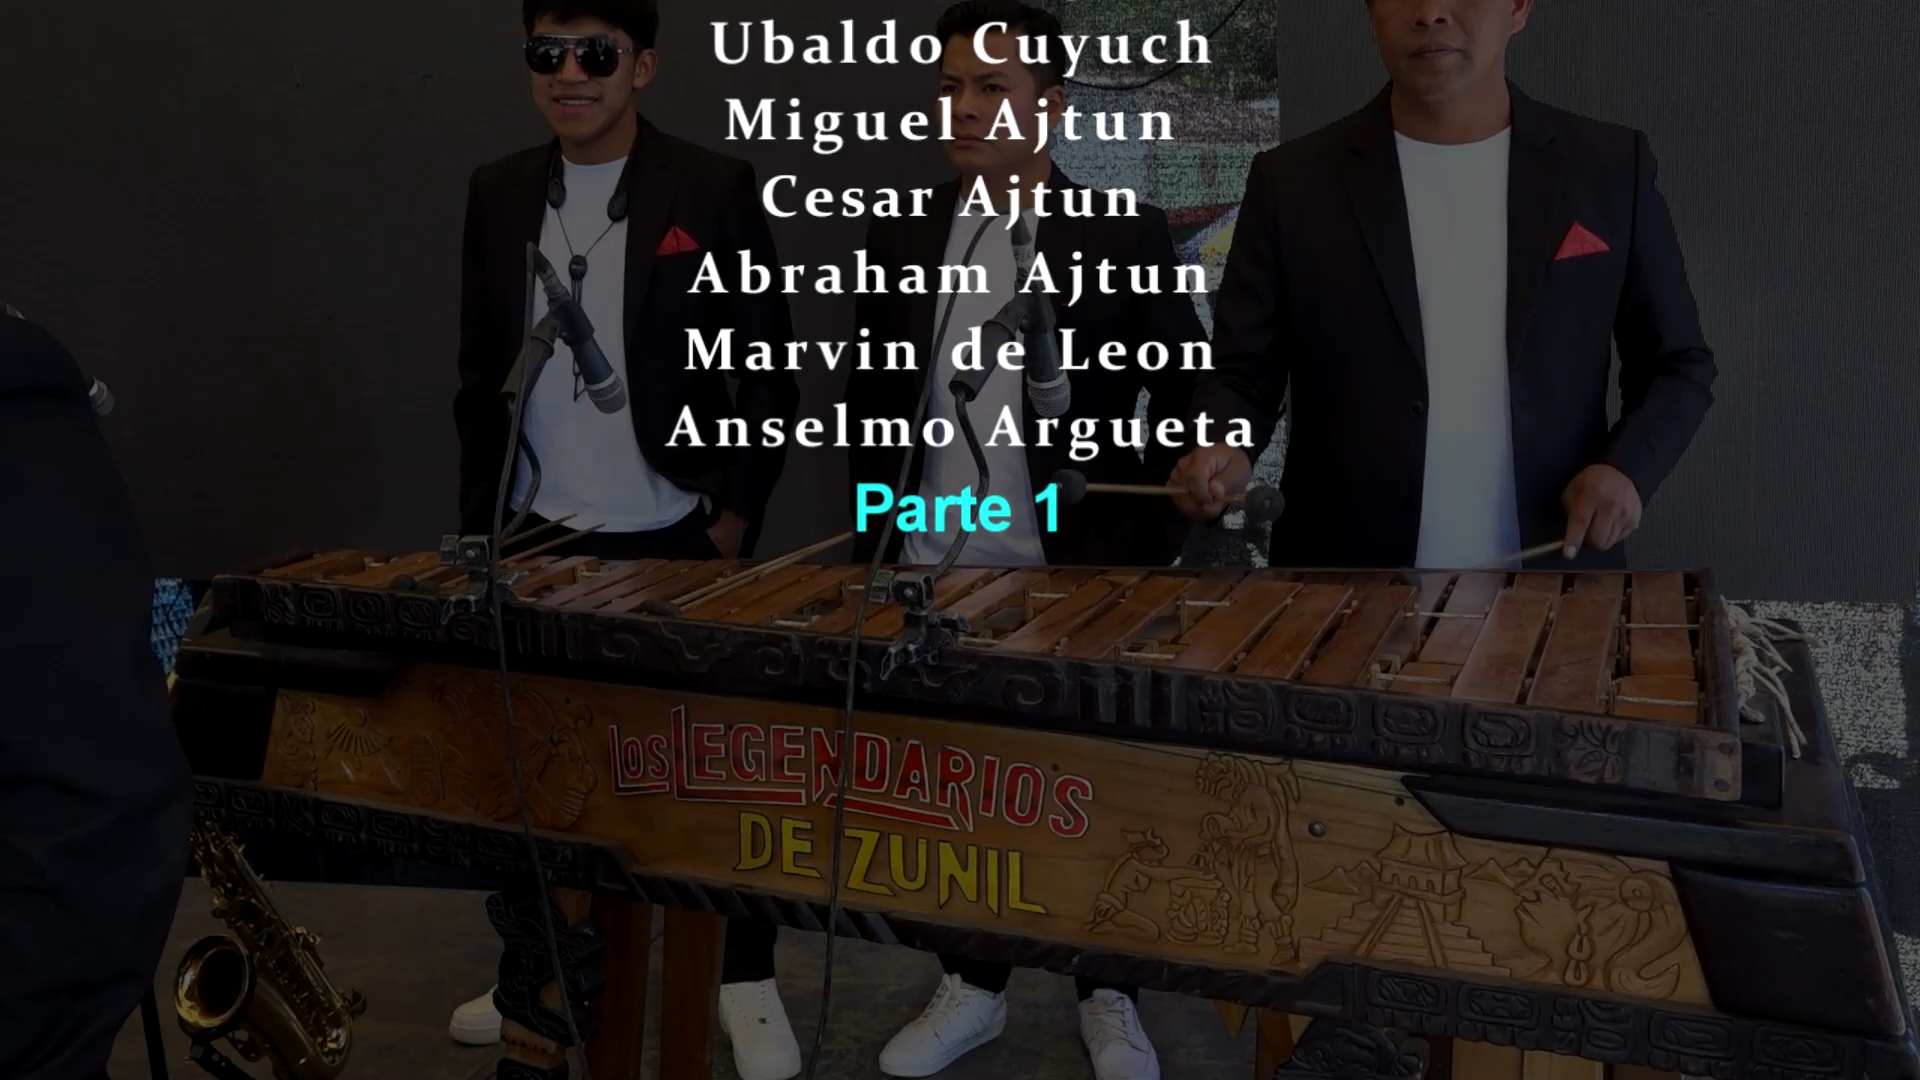 Ubaldo Cuyuch
Miguel Ajtun
Cesar Ajtun
Abraham Ajtun
Marvin de Leon
Anselmo Argueta
Parte 1
LOS LEGENDARIOS
DE ZUNIL